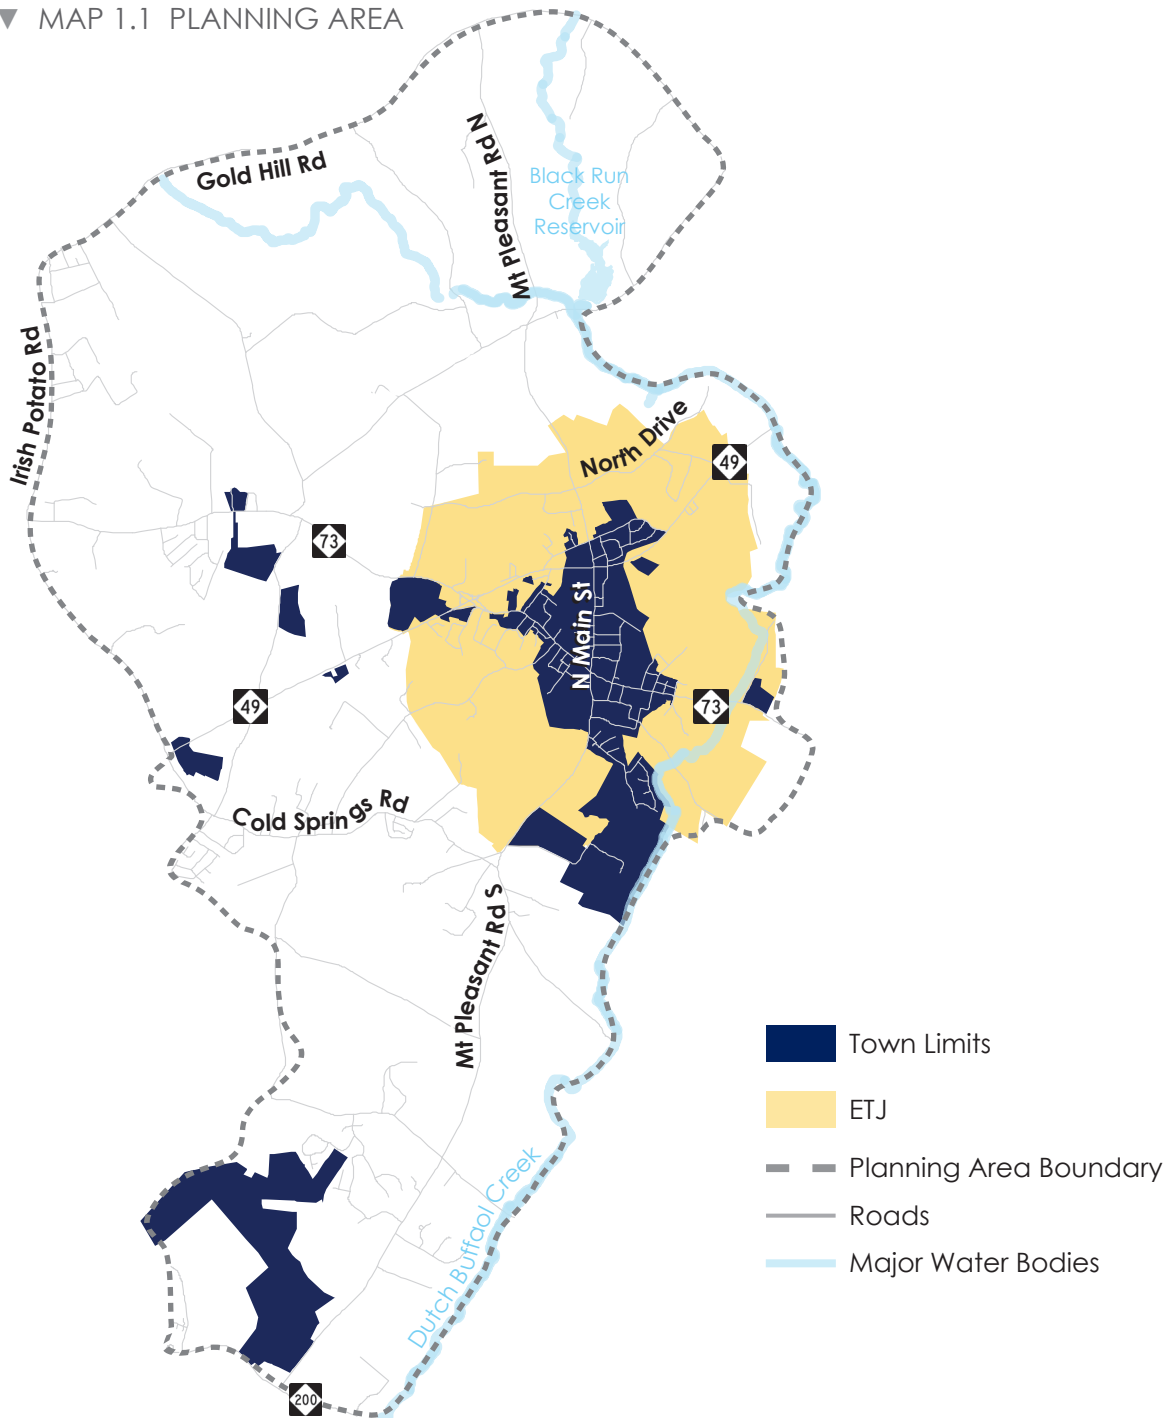 ▼ MAP 1.1 PLANNING AREA
Gold Hill Rd
Mt Pleasant Rd N
Black Run
Creek
Reservoir
Irish Potato Rd
North Drive
49
73
N Main St
49
73
Cold Springs Rd
Mt Pleasant Rd S
Town Limits
ETJ
Planning Area Boundary
Roads
Major Water Bodies
Dutch Buffaol Creek
200